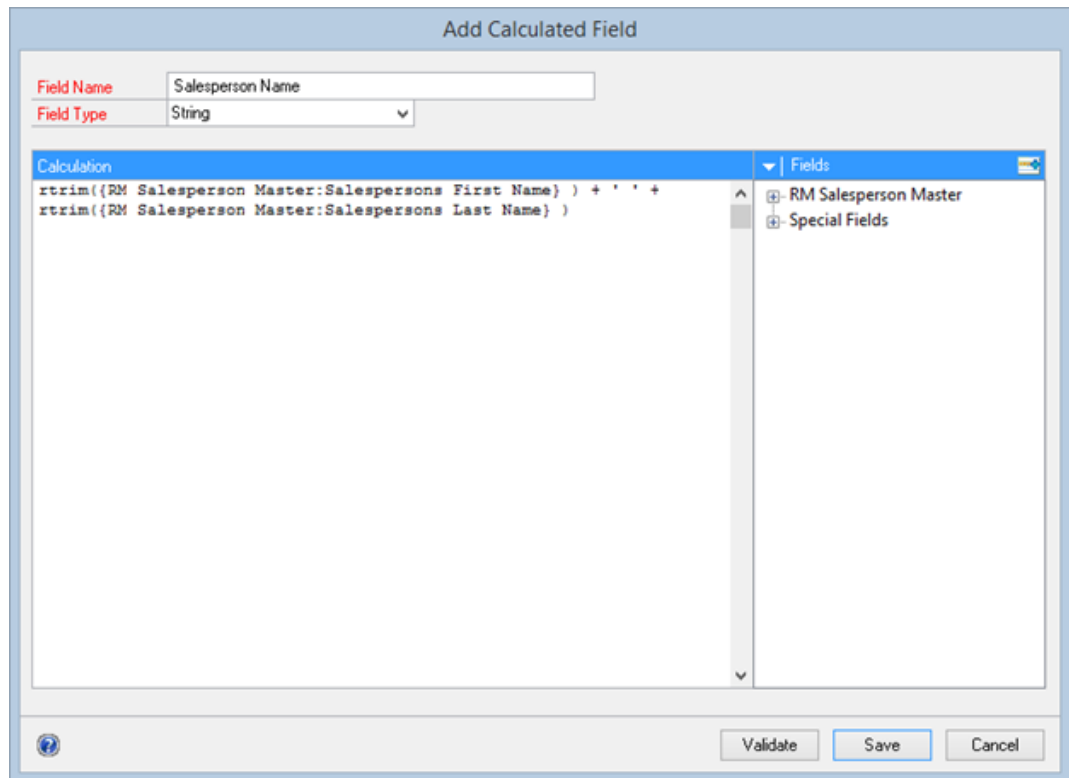 Add Calculated Field
Field Name Salesperson Name
Field Type String
Calculation
rtrim({RM Salesperson Master:Salespersons First Name} ) + ' ' +
rtrim({RM Salesperson Master:Salespersons Last Name} )
Fields
RM Salesperson Master
Special Fields
Validate Save Cancel